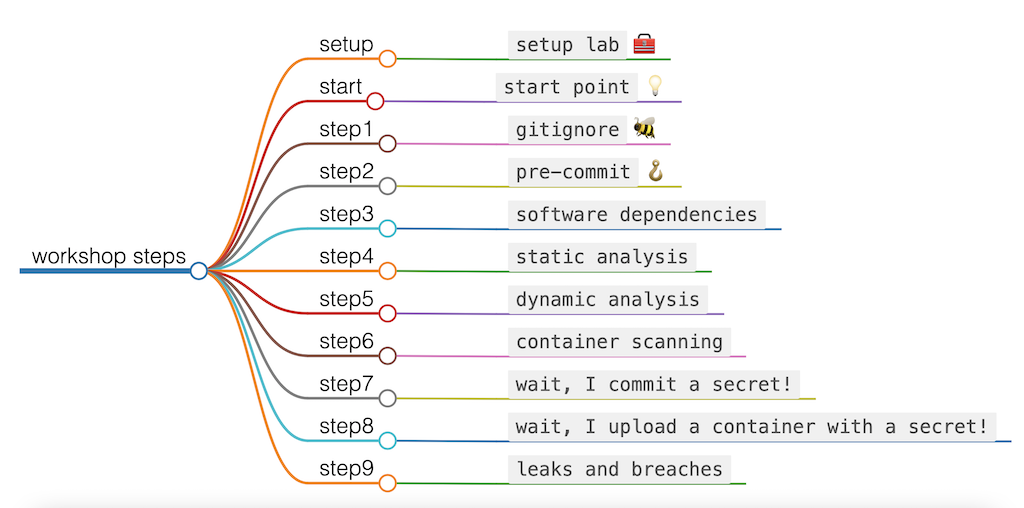 setup
setup lab 🧰
start
start point 💡
step1
gitignore 🐝
step2
pre-commit 🪝
step3
software dependencies
workshop steps
step4
static analysis
step5
dynamic analysis
step6
container scanning
step7
wait, I commit a secret!
step8
wait, I upload a container with a secret!
step9
leaks and breaches